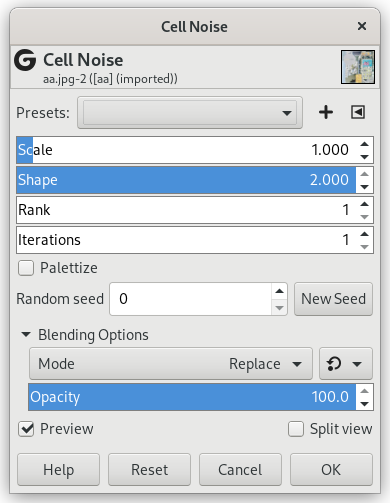 Cell Noise
Cell Noise
aa.jpg-2 ([aa] (imported))
Presets:
Scale 1.000
Shape 2.000
Rank 1
Iterations 1
Palettize
Random seed 0 New Seed
Blending Options
Mode Replace
Opacity 100.0
Preview Split view
Help Reset Cancel OK